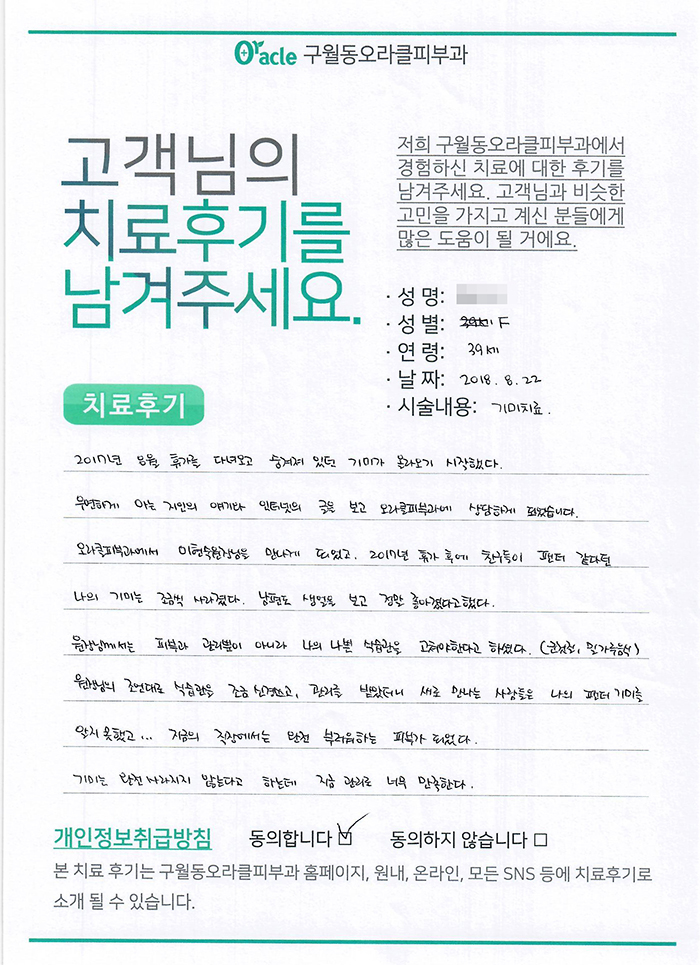 Oracle 구월동오라클피부과
고객님의
치료후기를
남겨주세요.
저희 구월동오라클피부과에서
경험하신 치료에 대한 후기를
남겨주세요. 고객님과 비슷한
고민을 가지고 계신 분들에게
많은 도움이 될 거에요.
· 성 명:
· 성 별: 39세 F
· 연 령: 39세
· 날 짜: 2018. 8. 22
· 시술내용: 기미치료.
치료후기
2017년 8월 휴가를 다녀오고 숨겨져 있던 기미가 올라오기 시작했다.
우연하게 아는 지인의 얘기와 인터넷의 글을 보고 오라클피부과에 상담하게 되었습니다.
오라클피부과에서 원장님을 만나게 되었고. 2017년 휴가 후에 친구들이 팬더 같다던
나의 기미는 조금씩 사라졌다. 남편도 생얼을 보고 정말 좋아졌다고했다.
원장님께서는 피부과 관리뿐이 아니라 나의 나쁜 식습관을 고쳐야한다고 하셨다. (군것질, 밀가루음식)
원장님의 조언대로 식습관을 조금 신경쓰고, 관리를 받았더니 새로 만나는 사람들은 나의 팬더기미를
알지 못했고... 지금의 직장에서는 완전 부러워하는 피부가 되었다.
기미는 완전 사라지지 않는다고 하는데 지금 관리로 너무 만족한다.
개인정보취급방침 동의합니다 동의하지 않습니다
본 치료 후기는 구월동오라클피부과 홈페이지, 원내, 온라인, 모든 SNS 등에 치료후기로
소개 될 수 있습니다.